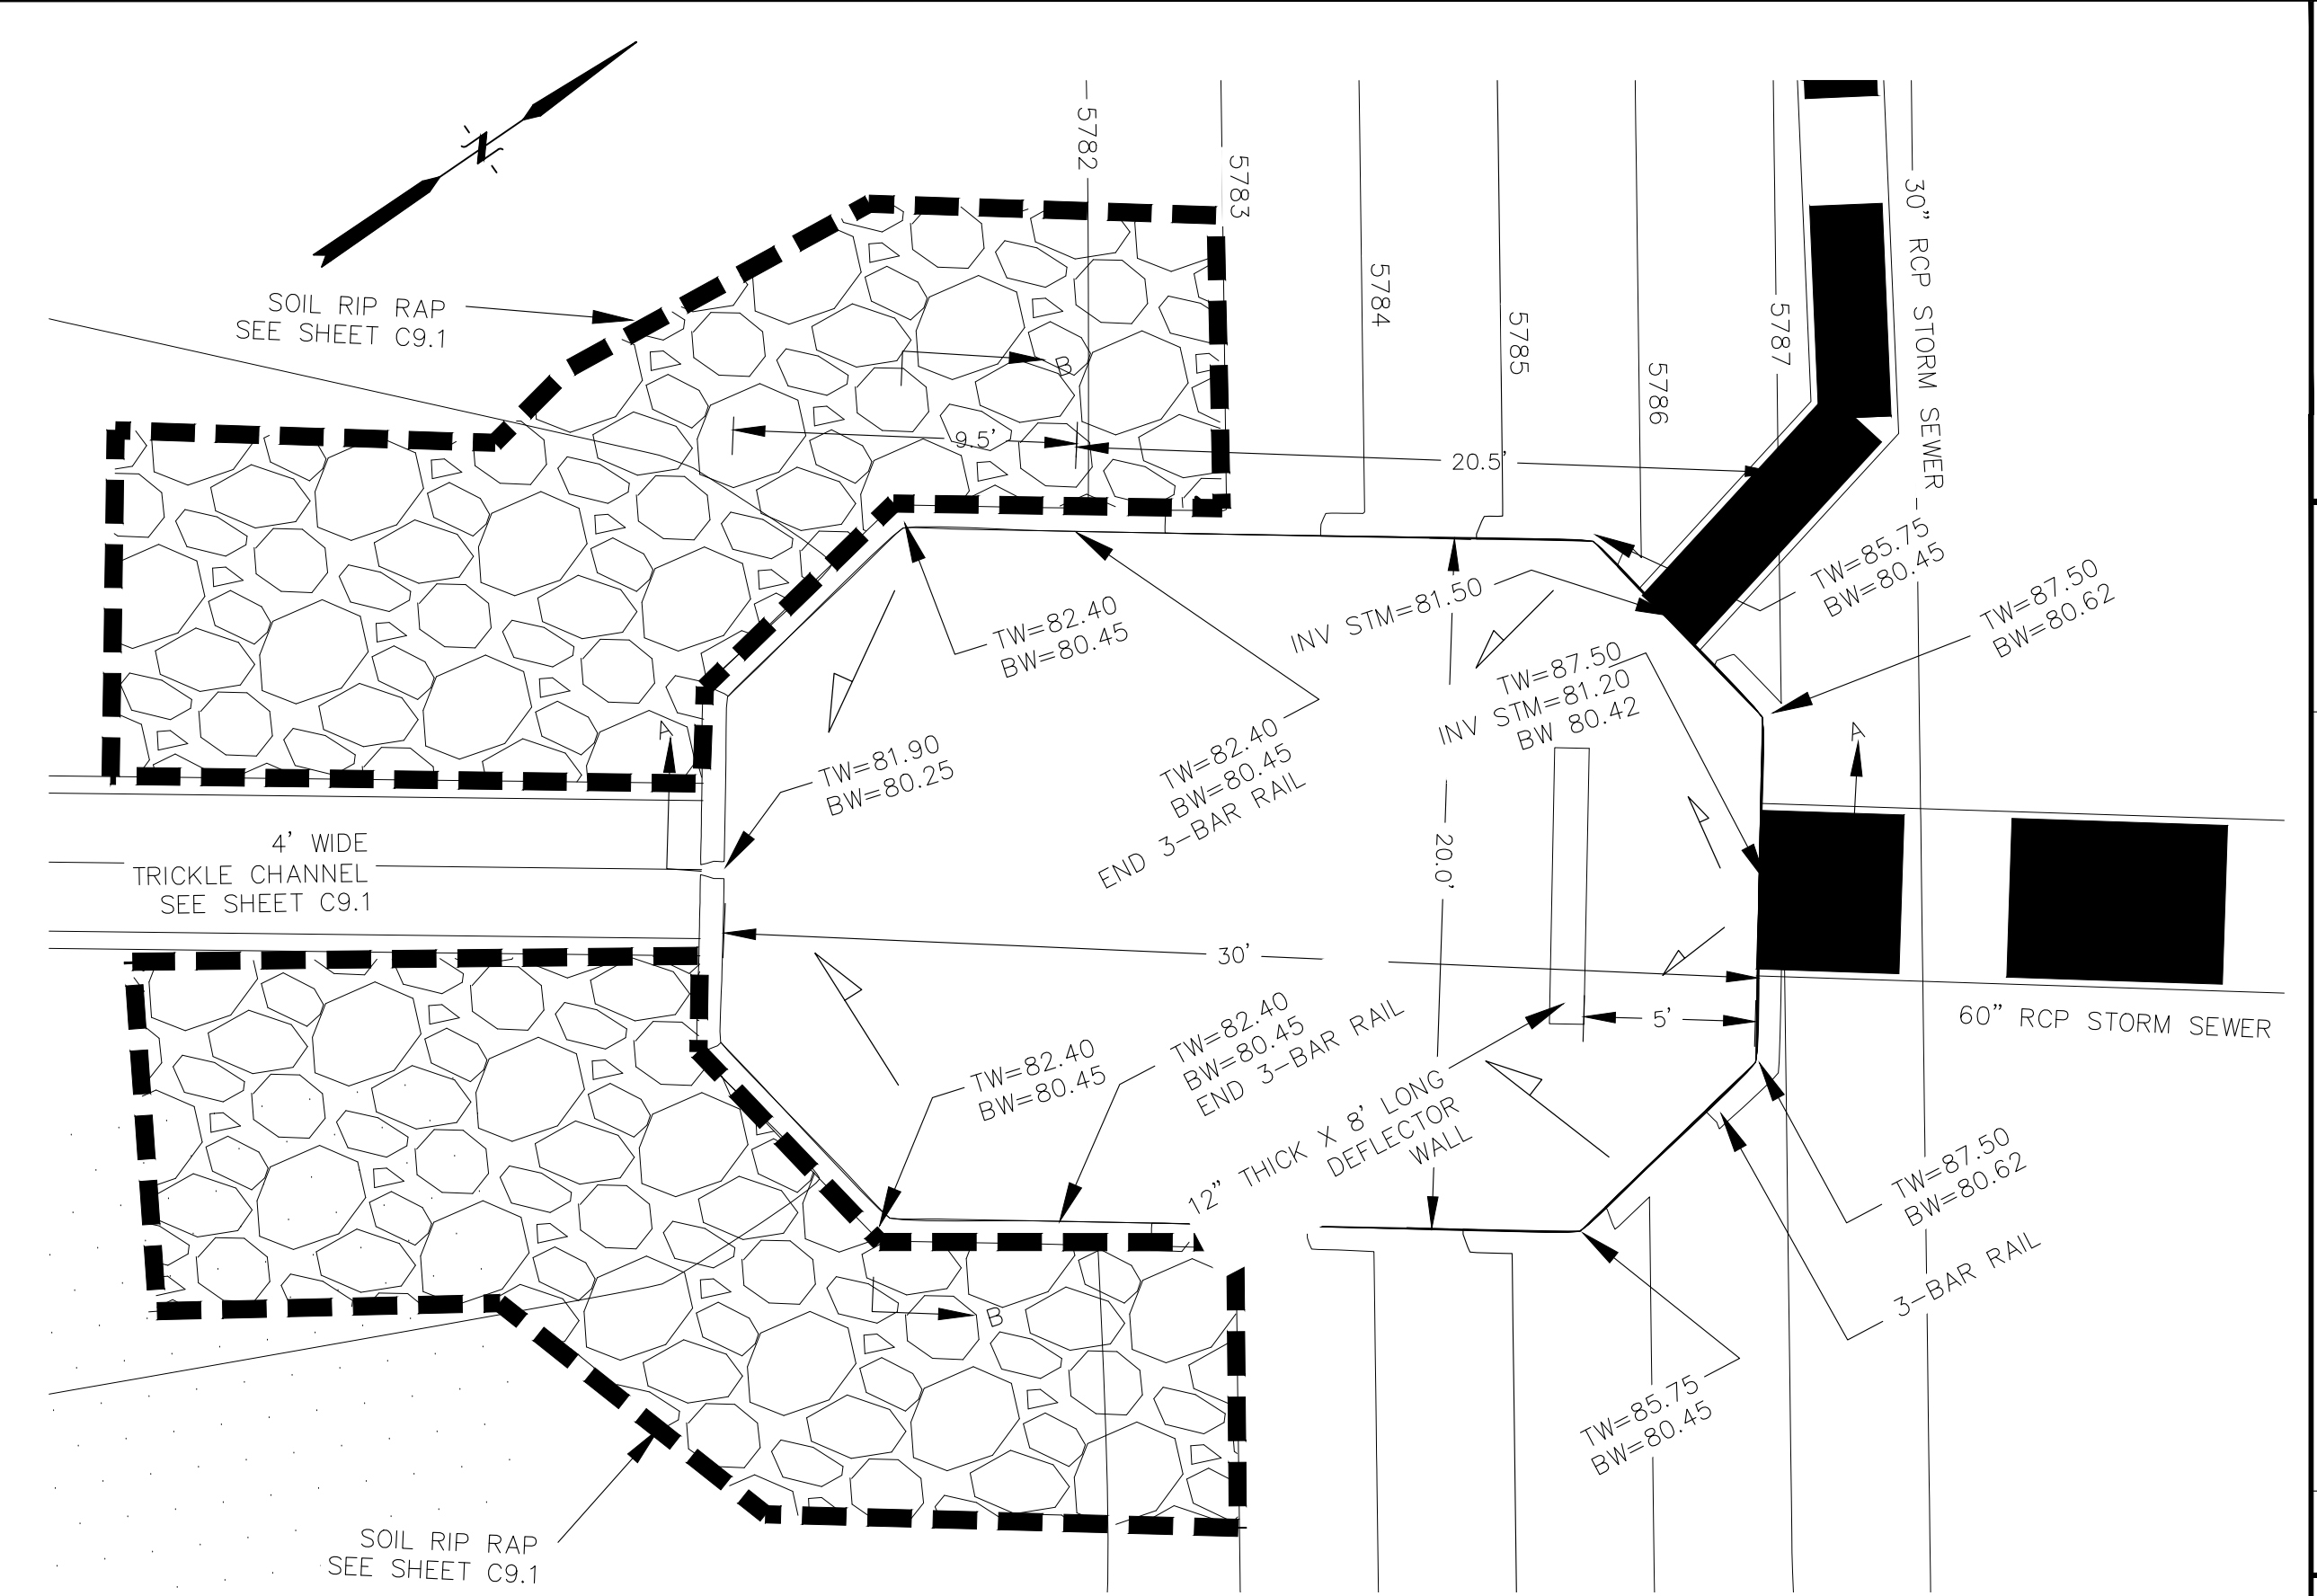 N
5782
5783
5784
5785
5786
5787
30" RCP STORM SEWER
SOIL RIP RAP
SEE SHEET C9.1
B
9.5'
20.5'
TW=85.75
BW=80.45
TW=87.50
BW=80.62
INV STM=81.50
TW=82.40
BW=80.45
TW=87.50
INV STM=81.20
BW 80.42
A
A
TW=81.90
BW=80.25
TW=82.40
BW=80.45
END 3-BAR RAIL
4' WIDE
TRICKLE CHANNEL
SEE SHEET C9.1
20.0'
30'
5'
60" RCP STORM SEWER
TW=82.40
BW=80.45
TW=82.40
BW=80.45
END 3-BAR RAIL
12" THICK X 8' LONG
DEFLECTOR
WALL
TW=87.50
BW=80.62
3-BAR RAIL
B
TW=85.75
BW=80.45
SOIL RIP RAP
SEE SHEET C9.1